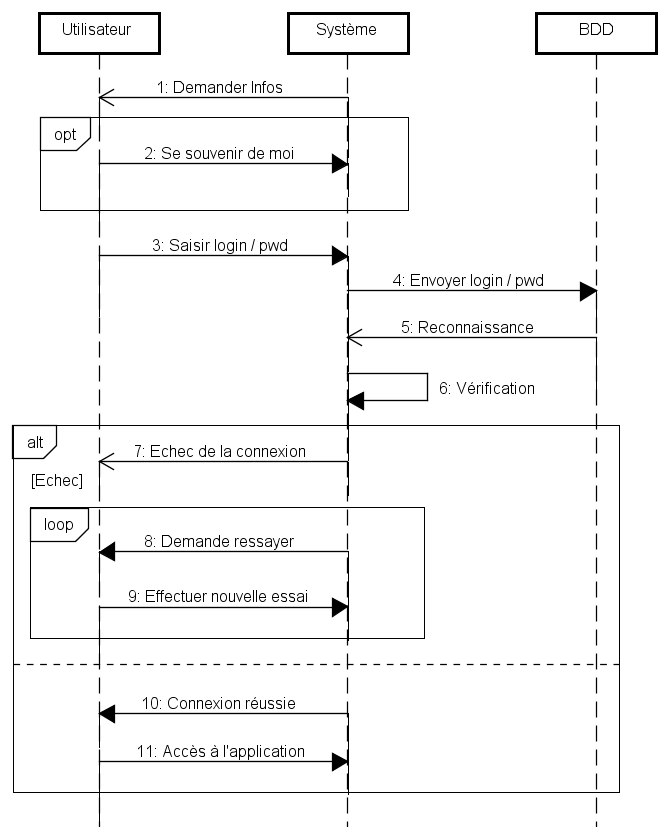 Utilisateur
Système
BDD
1: Demander Infos
opt
2: Se souvenir de moi
3: Saisir login / pwd
4: Envoyer login / pwd
5: Reconnaissance
6: Vérification
alt
7: Echec de la connexion
[Echec]
loop
8: Demande ressayer
9: Effectuer nouvelle essai
10: Connexion réussie
11: Accès à l'application